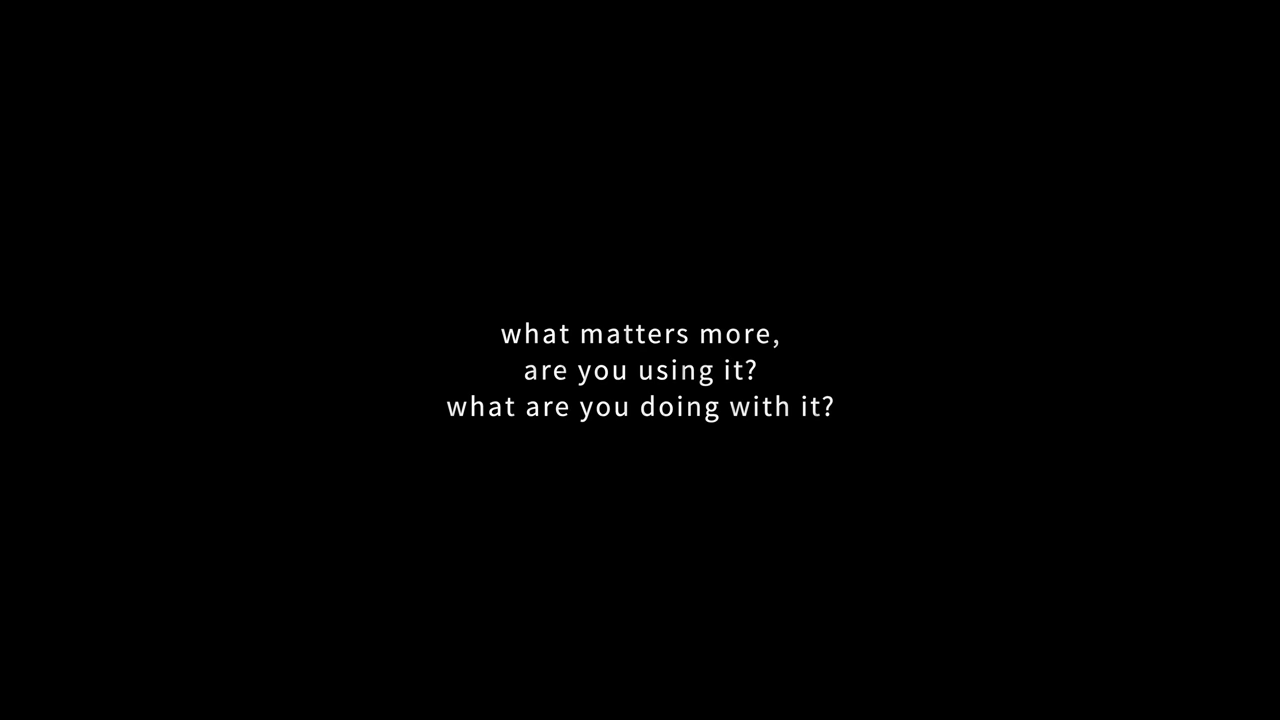 what matters more,
are you using it?
what are you doing with it?